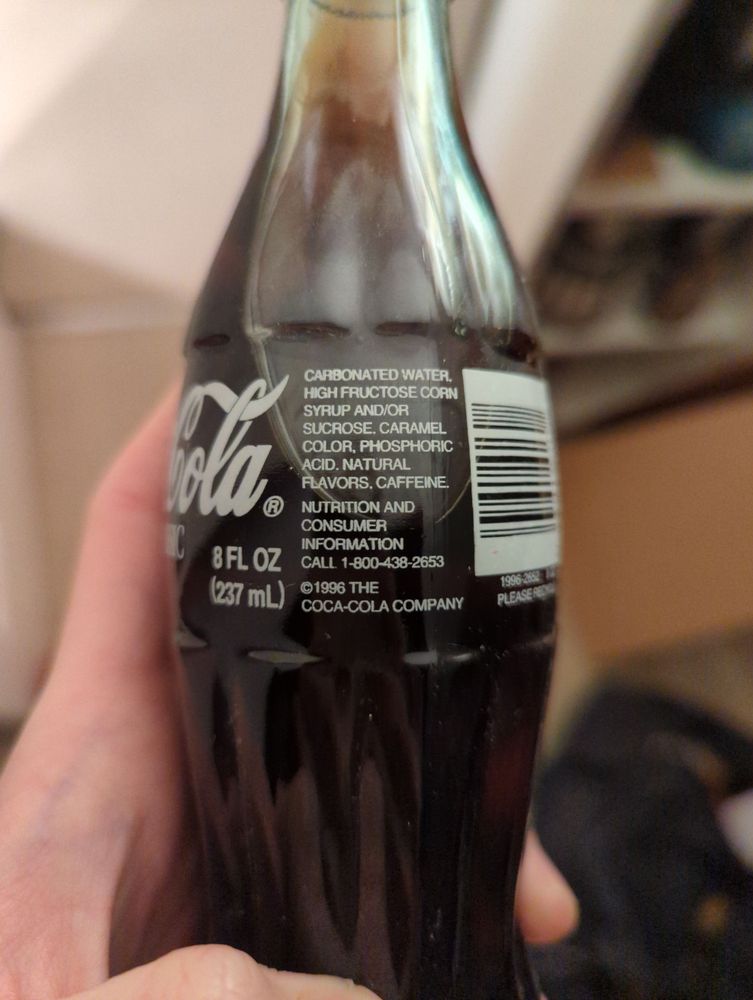 Cola®
8 FL OZ
(237 mL)
CARBONATED WATER,
HIGH FRUCTOSE CORN
SYRUP AND/OR
SUCROSE, CARAMEL
COLOR, PHOSPHORIC
ACID, NATURAL
FLAVORS, CAFFEINE.
NUTRITION AND
CONSUMER
INFORMATION
CALL 1-800-438-2653
©1996 THE
COCA-COLA COMPANY
PLEASE